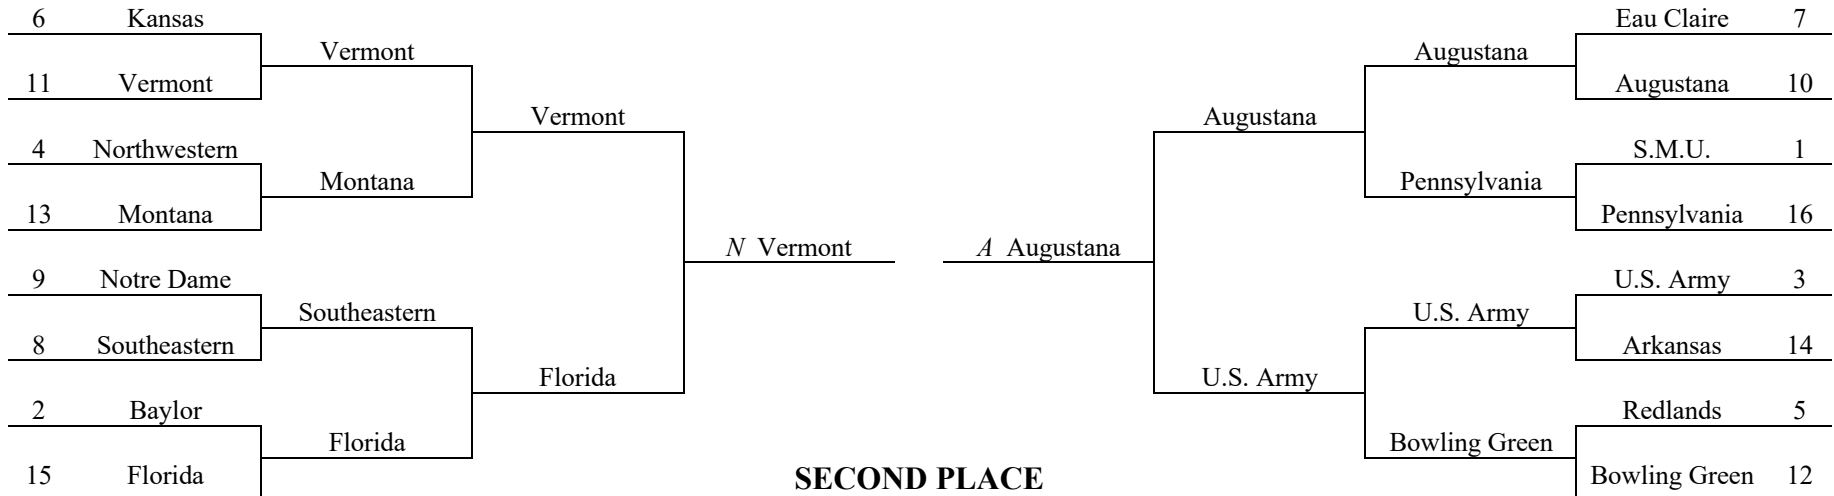 6 Kansas Eau Claire 7
Vermont Augustana
11 Vermont Augustana 10
Vermont Augustana
4 Northwestern S.M.U. 1
Montana Pennsylvania
13 Montana Pennsylvania 16
N Vermont A Augustana
9 Notre Dame U.S. Army 3
Southeastern U.S. Army
8 Southeastern Arkansas 14
Florida U.S. Army
2 Baylor Redlands 5
Florida Bowling Green
15 Florida SECOND PLACE Bowling Green 12